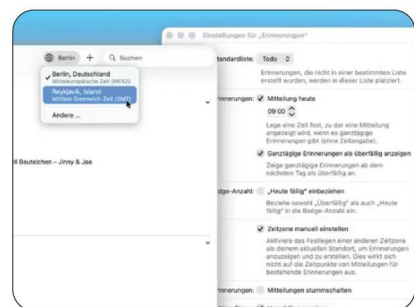 Einstellungen für „Erinnerungen“
Berlin
Suchen
Berlin, Deutschland
Mitteleuropäische Zeit (MESZ)
Reykjavík, Island
Mittlere Greenwich-Zeit (GMT)
Andere ...
Beuteichen – Jinny & Jae
tandardliste: Todo
Erinnerungen, die nicht in einer bestimmten Liste
erstellt wurden, werden in dieser Liste platziert.
innerungen: Mitteilung heute
09:00
Lege eine Zeit fest, zu der eine Mitteilung
angezeigt wird, wenn es ganztägige
Erinnerungen gibt (ohne Zeitangabe).
Ganztägige Erinnerungen als überfällig anzeigen
Zeige ganztägige Erinnerungen ab dem
nächsten Tag als überfällig an.
dge-Anzahl: „Heute fällig“ einbeziehen
Beziehe sowohl „Überfällig“ als auch „Heute
fällig“ in die Badge-Anzahl ein.
Zeitzone manuell einstellen
Aktiviere das Festlegen einer anderen Zeitzone
als deinem aktuellen Standort, um Erinnerungen
anzuzeigen und zu erstellen. Dies wirkt sich
nicht auf die Zeitpunkte von Mitteilungen für
bestehende Erinnerungen aus.
innerungen: Mitteilungen stummschalten